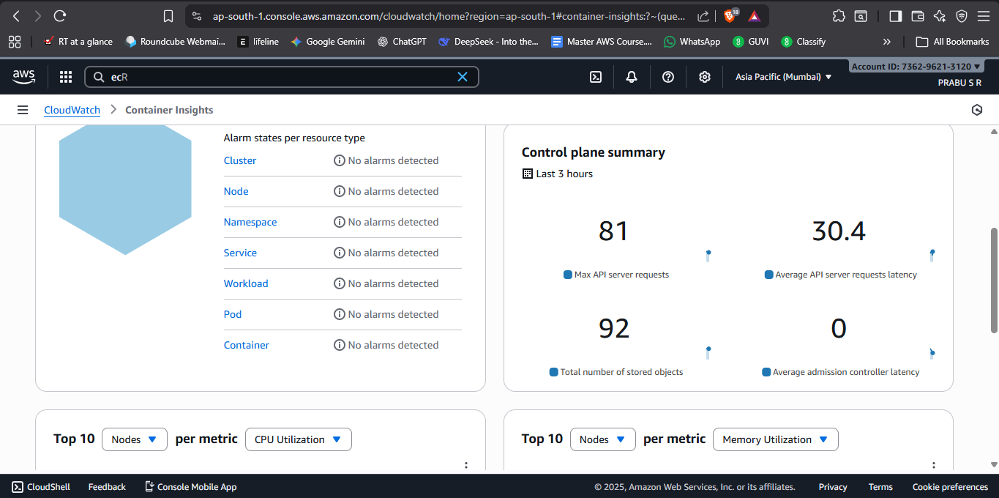 ap-south-1.console.aws.amazon.com/cloudwatch/home?region=ap-south-1#container-insights:?~(que...
18
RT at a glance
Roundcube Webmai...
E lifeline
Google Gemini
ChatGPT
DeepSeek - Into the...
Master AWS Course....
WhatsApp
8 GUVI
8 Classify
»
All Bookmarks
aws
ecR
Asia Pacific (Mumbai)
Account ID: 7362-9621-3120
PRABU S R
CloudWatch > Container Insights
Alarm states per resource type
Cluster No alarms detected
Node No alarms detected
Namespace No alarms detected
Service No alarms detected
Workload No alarms detected
Pod No alarms detected
Container No alarms detected
Control plane summary
Last 3 hours
81
Max API server requests
30.4
Average API server requests latency
92
Total number of stored objects
0
Average admission controller latency
Top 10 Nodes per metric CPU Utilization
Top 10 Nodes per metric Memory Utilization
CloudShell Feedback Console Mobile App © 2025, Amazon Web Services, Inc. or its affiliates. Privacy Terms Cookie preferences